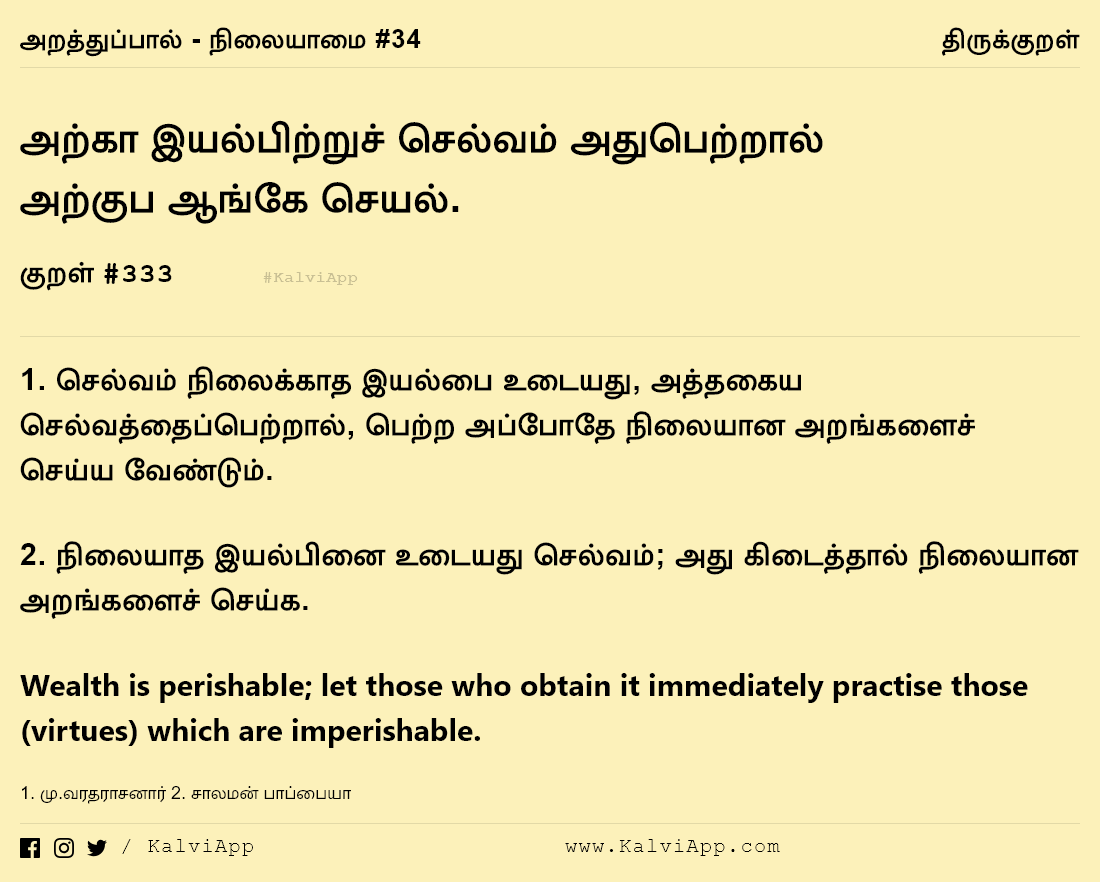 அறத்துப்பால் - நிலையாமை #34
திருக்குறள்
அற்கா இயல்பிற்றுச் செல்வம் அதுபெற்றால்
அற்குப ஆங்கே செயல்.
குறள் #333
#KalviApp
1. செல்வம் நிலைக்காத இயல்பை உடையது, அத்தகைய
செல்வத்தைப்பெற்றால், பெற்ற அப்போதே நிலையான அறங்களைச்
செய்ய வேண்டும்.
2. நிலையாத இயல்பினை உடையது செல்வம்; அது கிடைத்தால் நிலையான
அறங்களைச் செய்க.
Wealth is perishable; let those who obtain it immediately practise those
(virtues) which are imperishable.
1. மு.வரதராசனார் 2. சாலமன் பாப்பையா
/ KalviApp
www.KalviApp.com